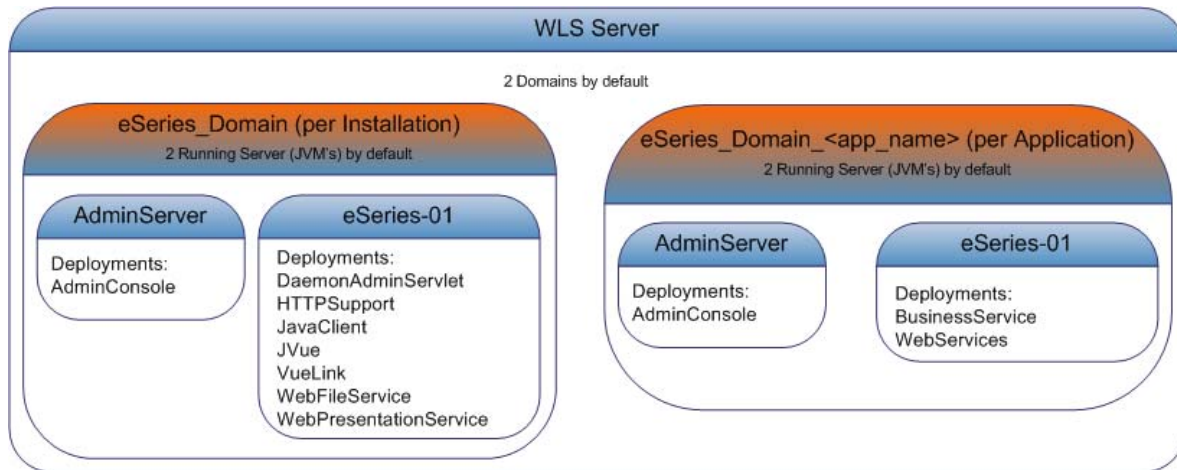 WLS Server
2 Domains by default
eSeries_Domain (per Installation)
2 Running Server (JVM's) by default
AdminServer
Deployments:
AdminConsole
eSeries-01
Deployments:
DaemonAdminServlet
HTTPSupport
JavaClient
JVue
VueLink
WebFileService
WebPresentationService
eSeries_Domain_<app_name> (per Application)
2 Running Server (JVM's) by default
AdminServer
Deployments:
AdminConsole
eSeries-01
Deployments:
BusinessService
WebServices